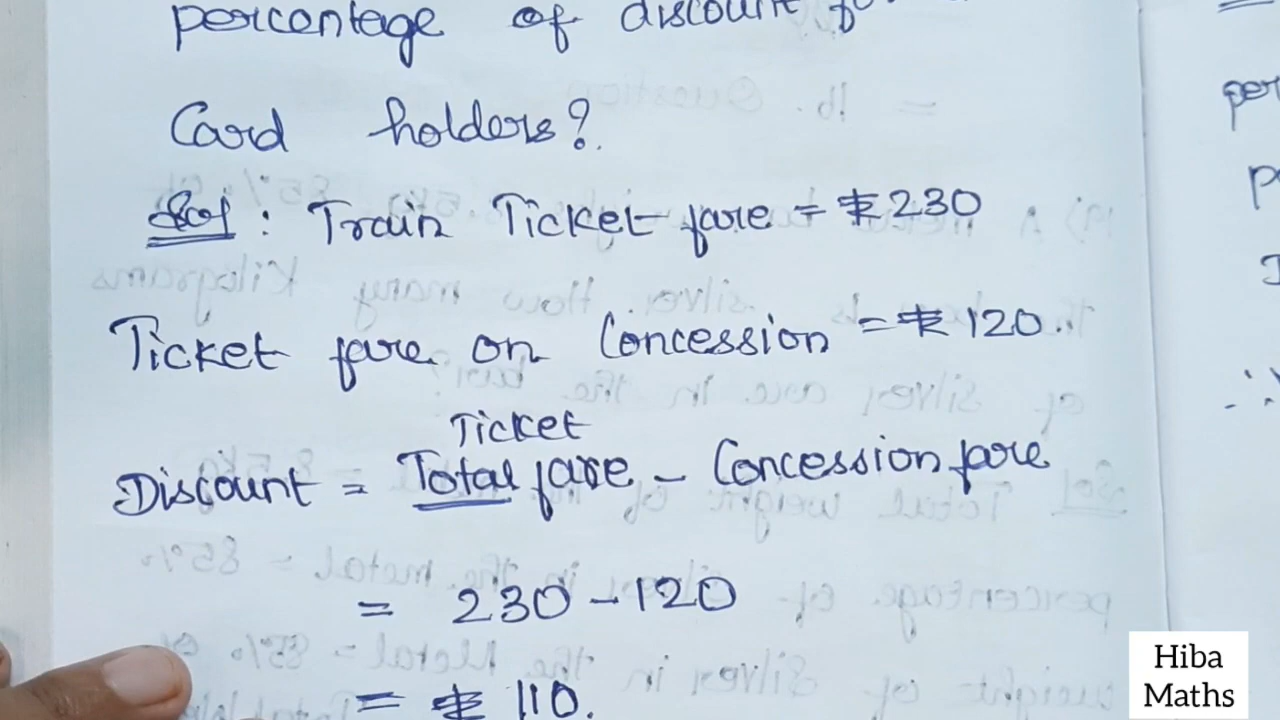 percentage of discount
Card holders?
Sol: Train Ticket fare = ₹230
Ticket fare on Concession = ₹ 120.
Ticket
Discount = Total fare - Concession fare
= 230 - 120
= ₹ 110.
Hiba
Maths